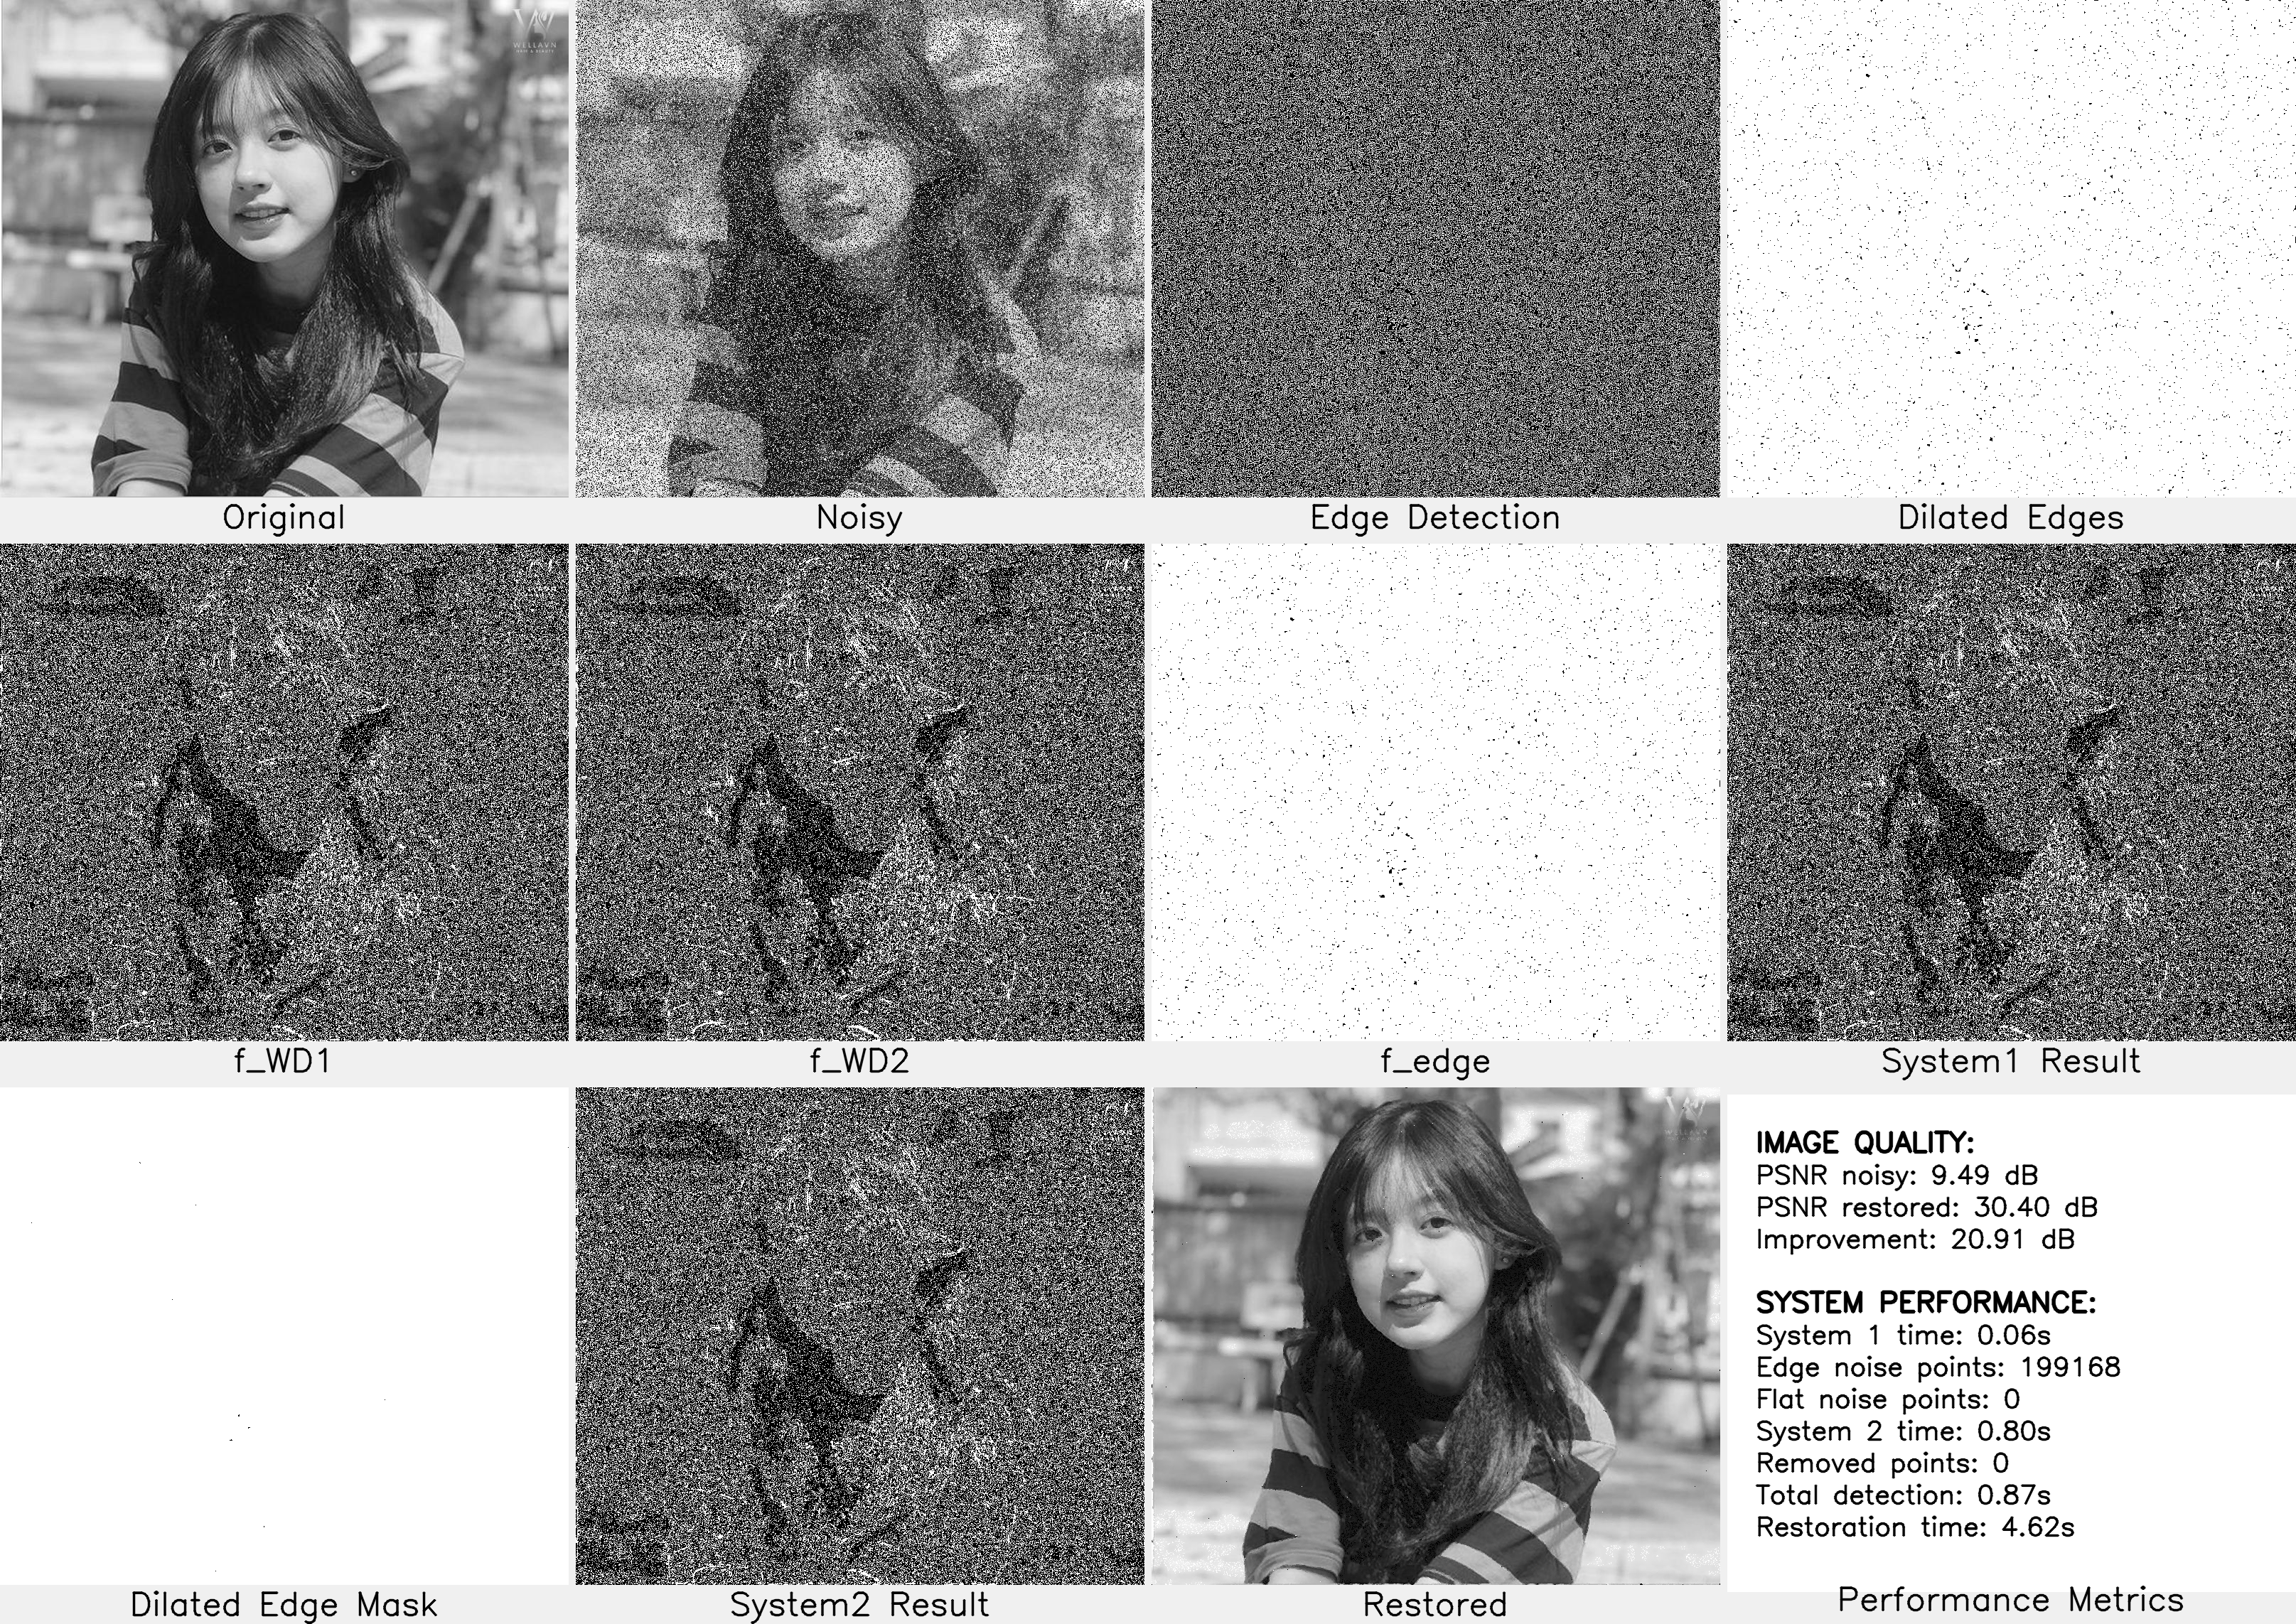 WELLAVN
HAIR & BEAUTY
Original
Noisy
Edge Detection
Dilated Edges
f_WD1
f_WD2
f_edge
System1 Result
Dilated Edge Mask
System2 Result
Restored
IMAGE QUALITY:
PSNR noisy: 9.49 dB
PSNR restored: 30.40 dB
Improvement: 20.91 dB
SYSTEM PERFORMANCE:
System 1 time: 0.06s
Edge noise points: 199168
Flat noise points: 0
System 2 time: 0.80s
Removed points: 0
Total detection: 0.87s
Restoration time: 4.62s
Performance Metrics